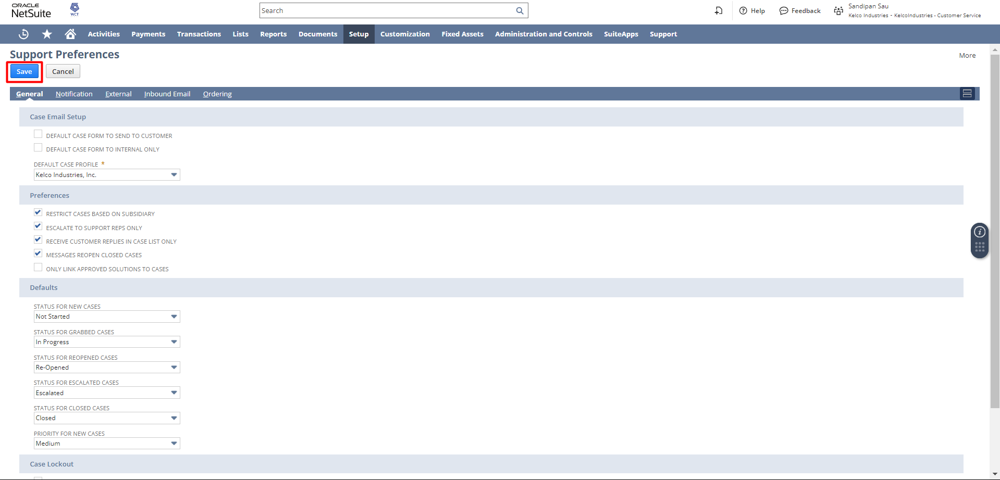 ORACLE
NetSuite
WCT
Search
Help
Feedback
Sandipan Sau
Kelco Industries - KelcoIndustries - Customer Service
Activities Payments Transactions Lists Reports Documents Setup Customization Fixed Assets Administration and Controls SuiteApps Support
Support Preferences
More
Save Cancel
General Notification External Inbound Email Ordering
Case Email Setup
DEFAULT CASE FORM TO SEND TO CUSTOMER
DEFAULT CASE FORM TO INTERNAL ONLY
DEFAULT CASE PROFILE *
Kelco Industries, Inc.
Preferences
RESTRICT CASES BASED ON SUBSIDIARY
ESCALATE TO SUPPORT REPS ONLY
RECEIVE CUSTOMER REPLIES IN CASE LIST ONLY
MESSAGES REOPEN CLOSED CASES
ONLY LINK APPROVED SOLUTIONS TO CASES
Defaults
STATUS FOR NEW CASES
Not Started
STATUS FOR GRABBED CASES
In Progress
STATUS FOR REOPENED CASES
Re-Opened
STATUS FOR ESCALATED CASES
Escalated
STATUS FOR CLOSED CASES
Closed
PRIORITY FOR NEW CASES
Medium
Case Lockout